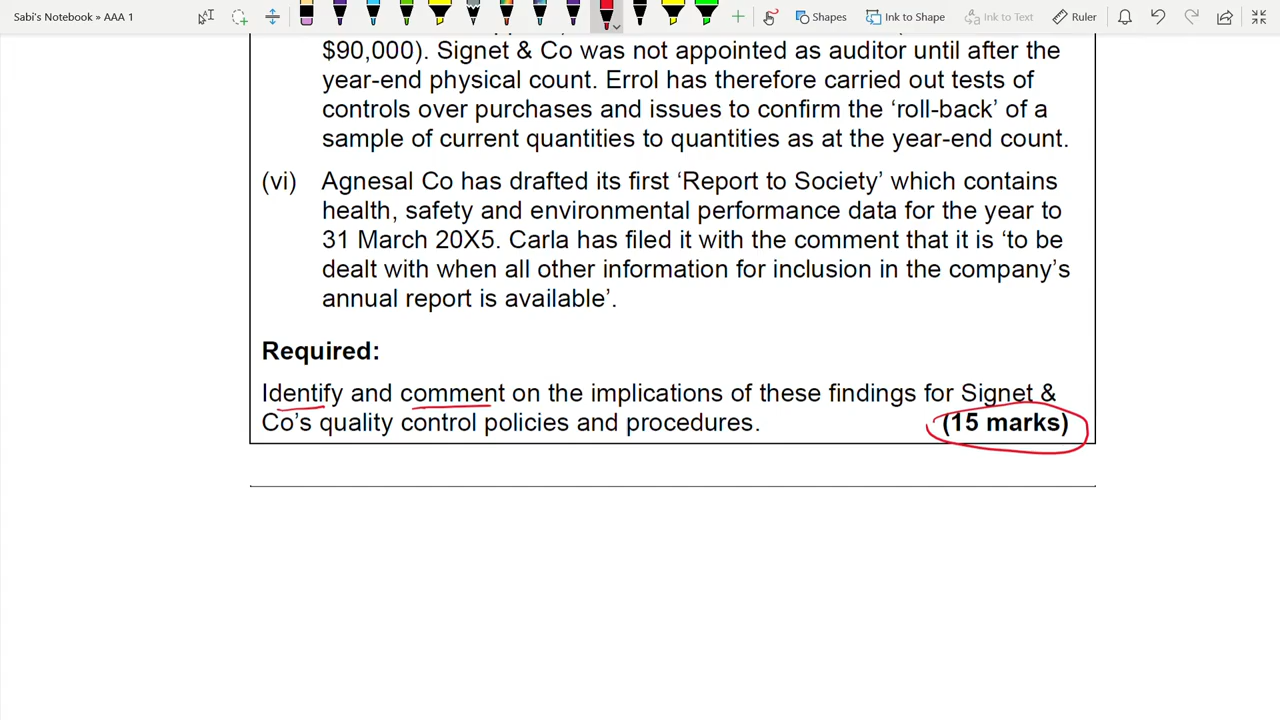 Sabi's Notebook » AAA 1
Shapes
Ink to Shape
Ink to Text
Ruler
$90,000). Signet & Co was not appointed as auditor until after the
year-end physical count. Errol has therefore carried out tests of
controls over purchases and issues to confirm the ‘roll-back’ of a
sample of current quantities to quantities as at the year-end count.
(vi) Agnesal Co has drafted its first ‘Report to Society’ which contains
health, safety and environmental performance data for the year to
31 March 20X5. Carla has filed it with the comment that it is ‘to be
dealt with when all other information for inclusion in the company’s
annual report is available’.
Required:
Identify and comment on the implications of these findings for Signet &
Co’s quality control policies and procedures. (15 marks)